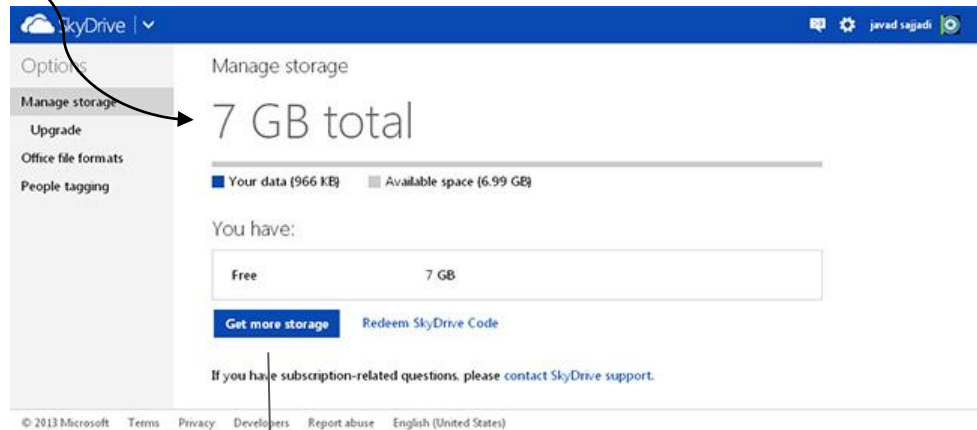 SkyDrive
javad sajjadi
Options
Manage storage
Upgrade
Office file formats
People tagging
Manage storage
7 GB total
Your data (966 KB) Available space (6.99 GB)
You have:
Free 7 GB
Get more storage Redeem SkyDrive Code
If you have subscription-related questions, please contact SkyDrive support.
© 2013 Microsoft Terms Privacy Developers Report abuse English (United States)